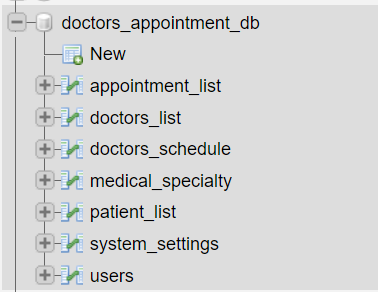 doctors_appointment_db
New
appointment_list
doctors_list
doctors_schedule
medical_specialty
patient_list
system_settings
users